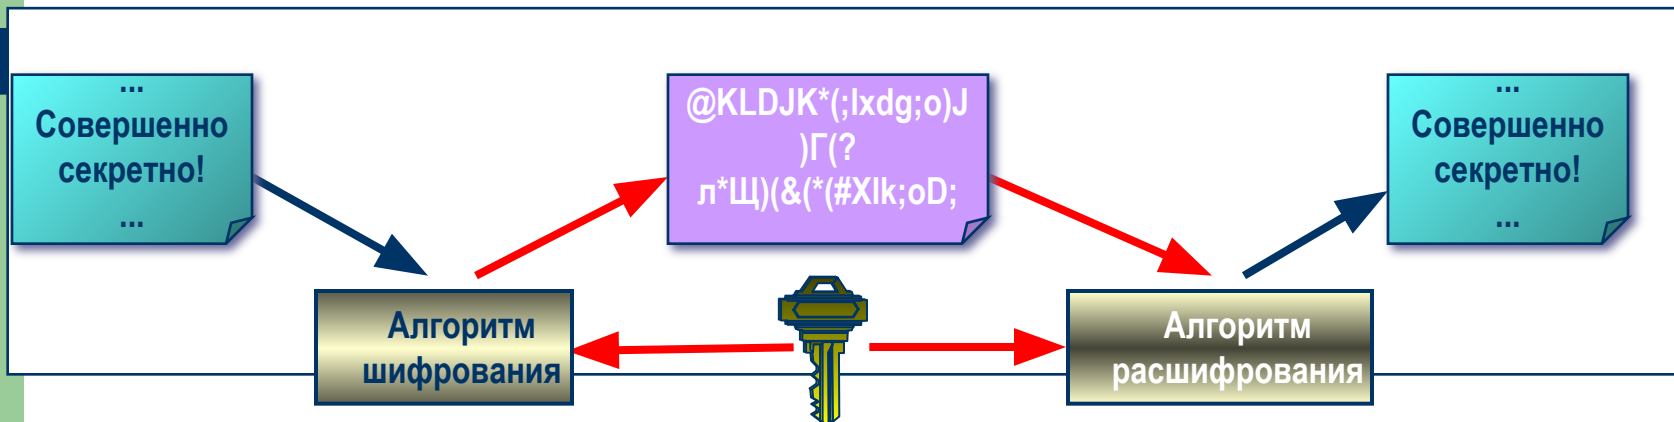 ...
Совершенно
секретно!
...
@KLDJK*(;lxdg;o)J
)Г(?
л*Щ)(&(*(#Xlk;oD;
...
Совершенно
секретно!
...
Алгоритм
шифрования
Алгоритм
расшифрования